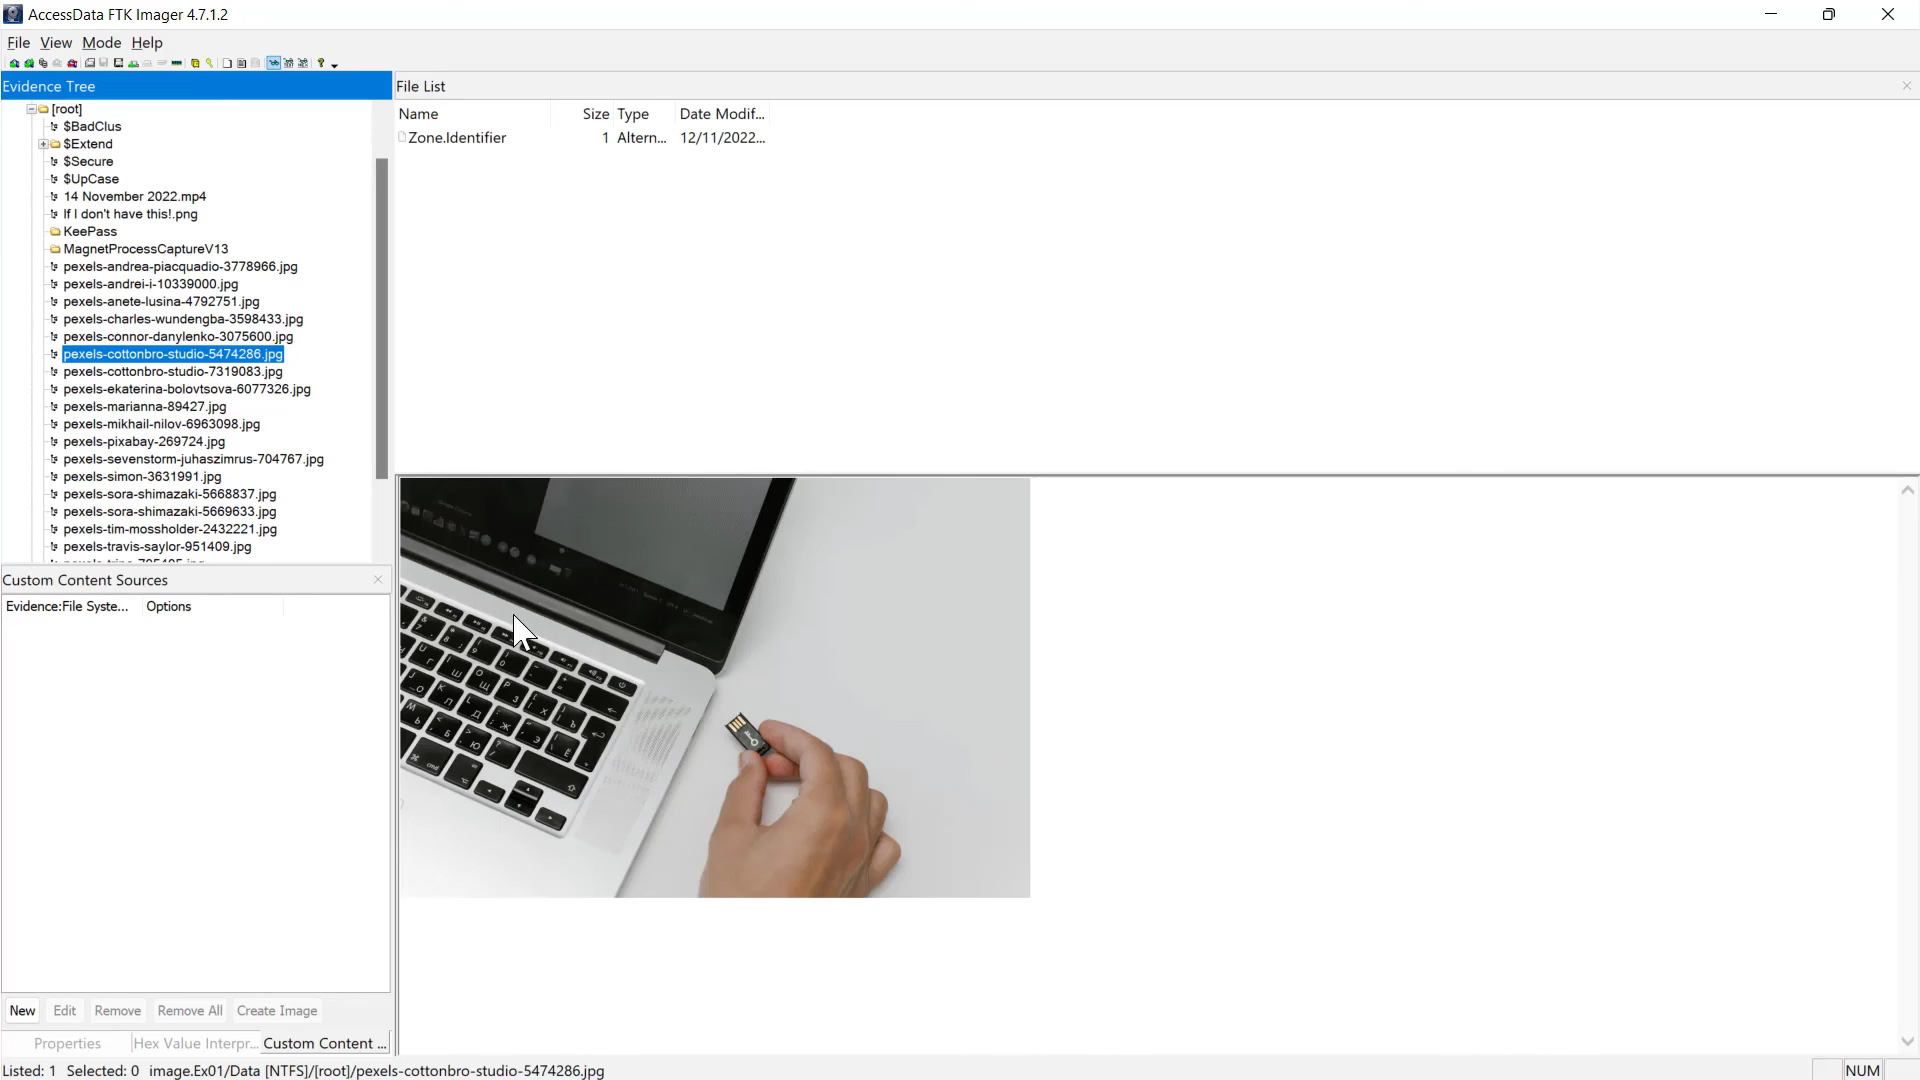 AccessData FTK Imager 4.7.1.2
File View Mode Help
Evidence Tree
[root]
$BadClus
$Extend
$Secure
$UpCase
14 November 2022.mp4
If I don't have this!.png
KeePass
MagnetProcessCaptureV13
pexels-andrea-piacquadio-3778966.jpg
pexels-andrei-i-10339000.jpg
pexels-anete-lusina-4792751.jpg
pexels-charles-wundengba-3598433.jpg
pexels-connor-danylenko-3075600.jpg
pexels-cottonbro-studio-5474286.jpg
pexels-cottonbro-studio-7319083.jpg
pexels-ekaterina-bolovtsova-6077326.jpg
pexels-marianna-89427.jpg
pexels-mikhail-nilov-6963098.jpg
pexels-pixabay-269724.jpg
pexels-sevenstorm-juhaszimrus-704767.jpg
pexels-simon-3631991.jpg
pexels-sora-shimazaki-5668837.jpg
pexels-sora-shimazaki-5669633.jpg
pexels-tim-mossholder-2432221.jpg
pexels-travis-saylor-951409.jpg
Custom Content Sources
Evidence:File Syste... Options
New Edit Remove Remove All Create Image
Properties Hex Value Interpr... Custom Content ...
File List
Name Size Type Date Modif...
Zone.Identifier 1 Altern... 12/11/2022...
cmd
Listed: 1 Selected: 0 image.Ex01/Data [NTFS]/[root]/pexels-cottonbro-studio-5474286.jpg
NUM